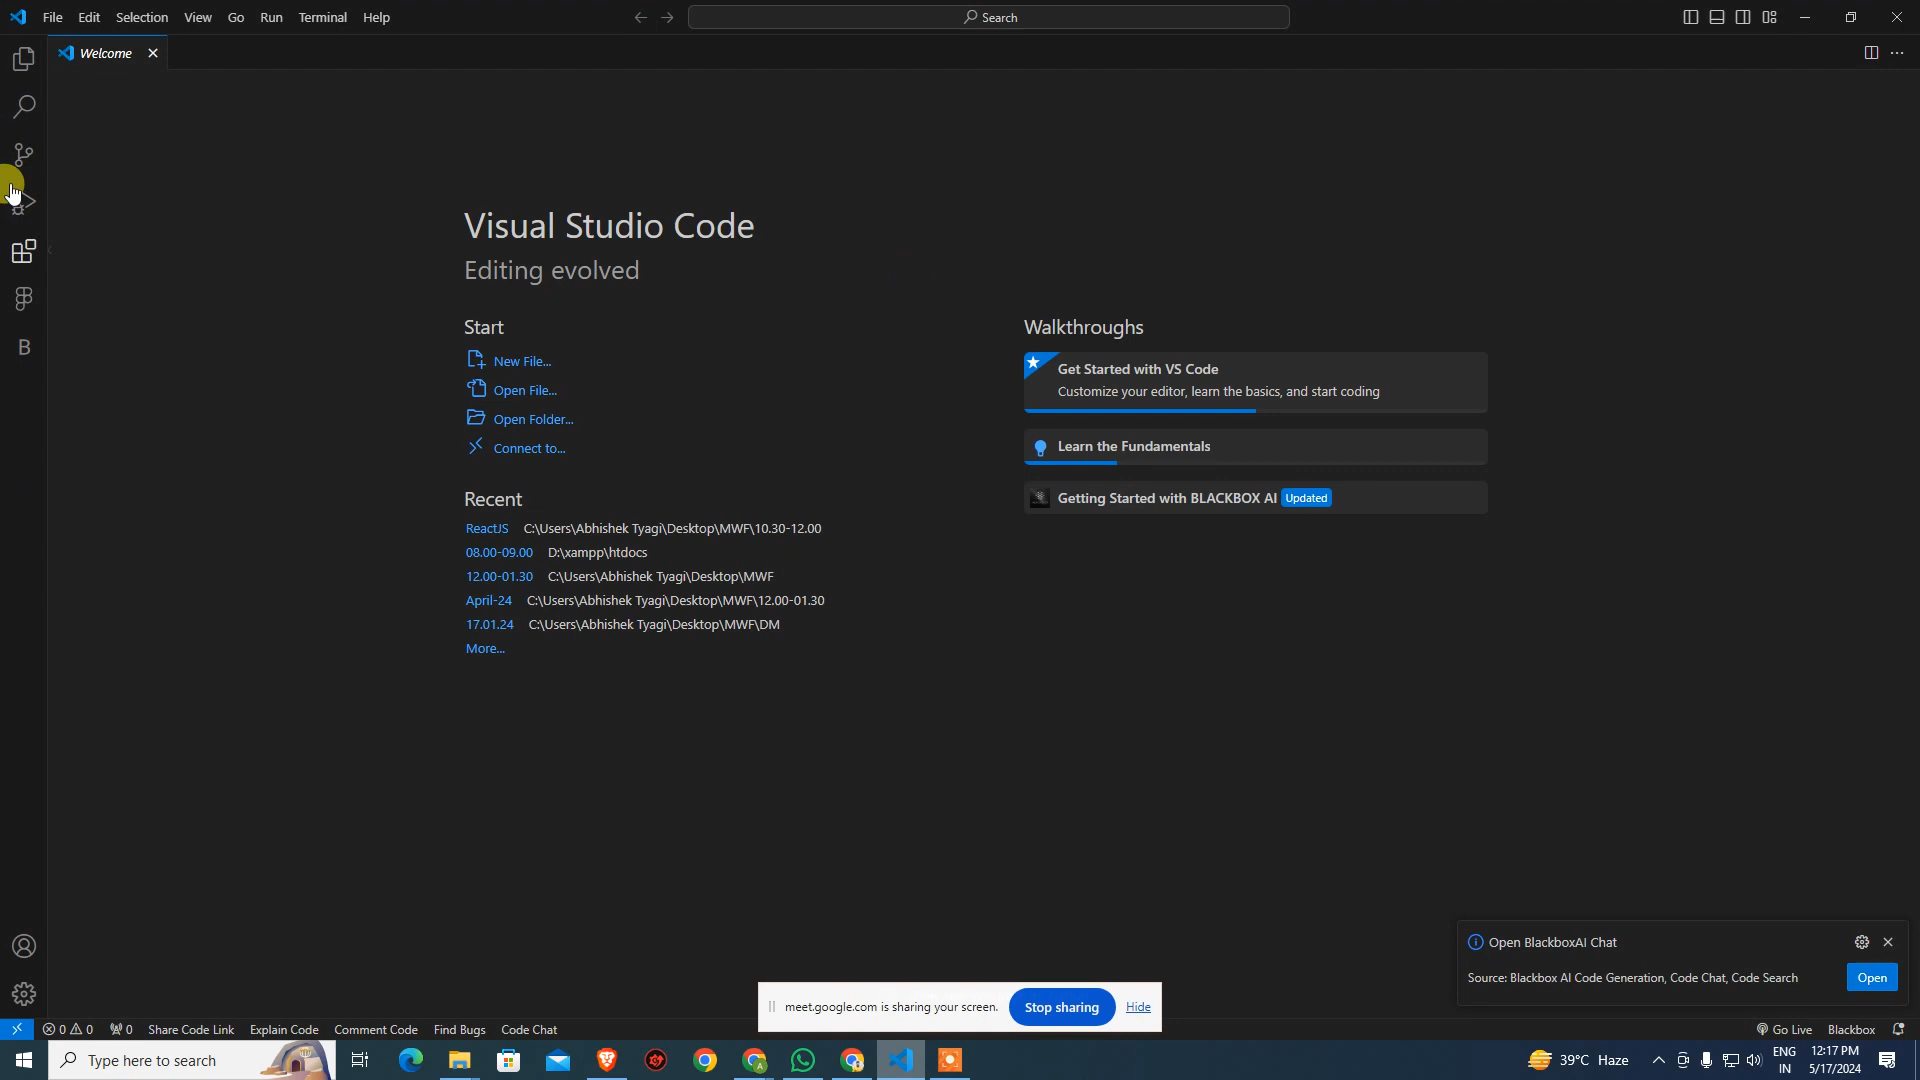 File Edit Selection View Go Run Terminal Help
Search
Welcome
Visual Studio Code
Editing evolved
Start
New File...
Open File...
Open Folder...
Connect to...
Recent
ReactJS C:\Users\Abhishek Tyagi\Desktop\MWF\10.30-12.00
08.00-09.00 D:\xampp\htdocs
12.00-01.30 C:\Users\Abhishek Tyagi\Desktop\MWF
April-24 C:\Users\Abhishek Tyagi\Desktop\MWF\12.00-01.30
17.01.24 C:\Users\Abhishek Tyagi\Desktop\MWF\DM
More...
Walkthroughs
Get Started with VS Code
Customize your editor, learn the basics, and start coding
Learn the Fundamentals
Getting Started with BLACKBOX AI Updated
B
Open BlackboxAI Chat
Source: Blackbox AI Code Generation, Code Chat, Code Search Open
meet.google.com is sharing your screen. Stop sharing Hide
0 0 0 Share Code Link Explain Code Comment Code Find Bugs Code Chat Go Live Blackbox
Type here to search
A
39°C Haze
ENG
IN
12:17 PM
5/17/2024